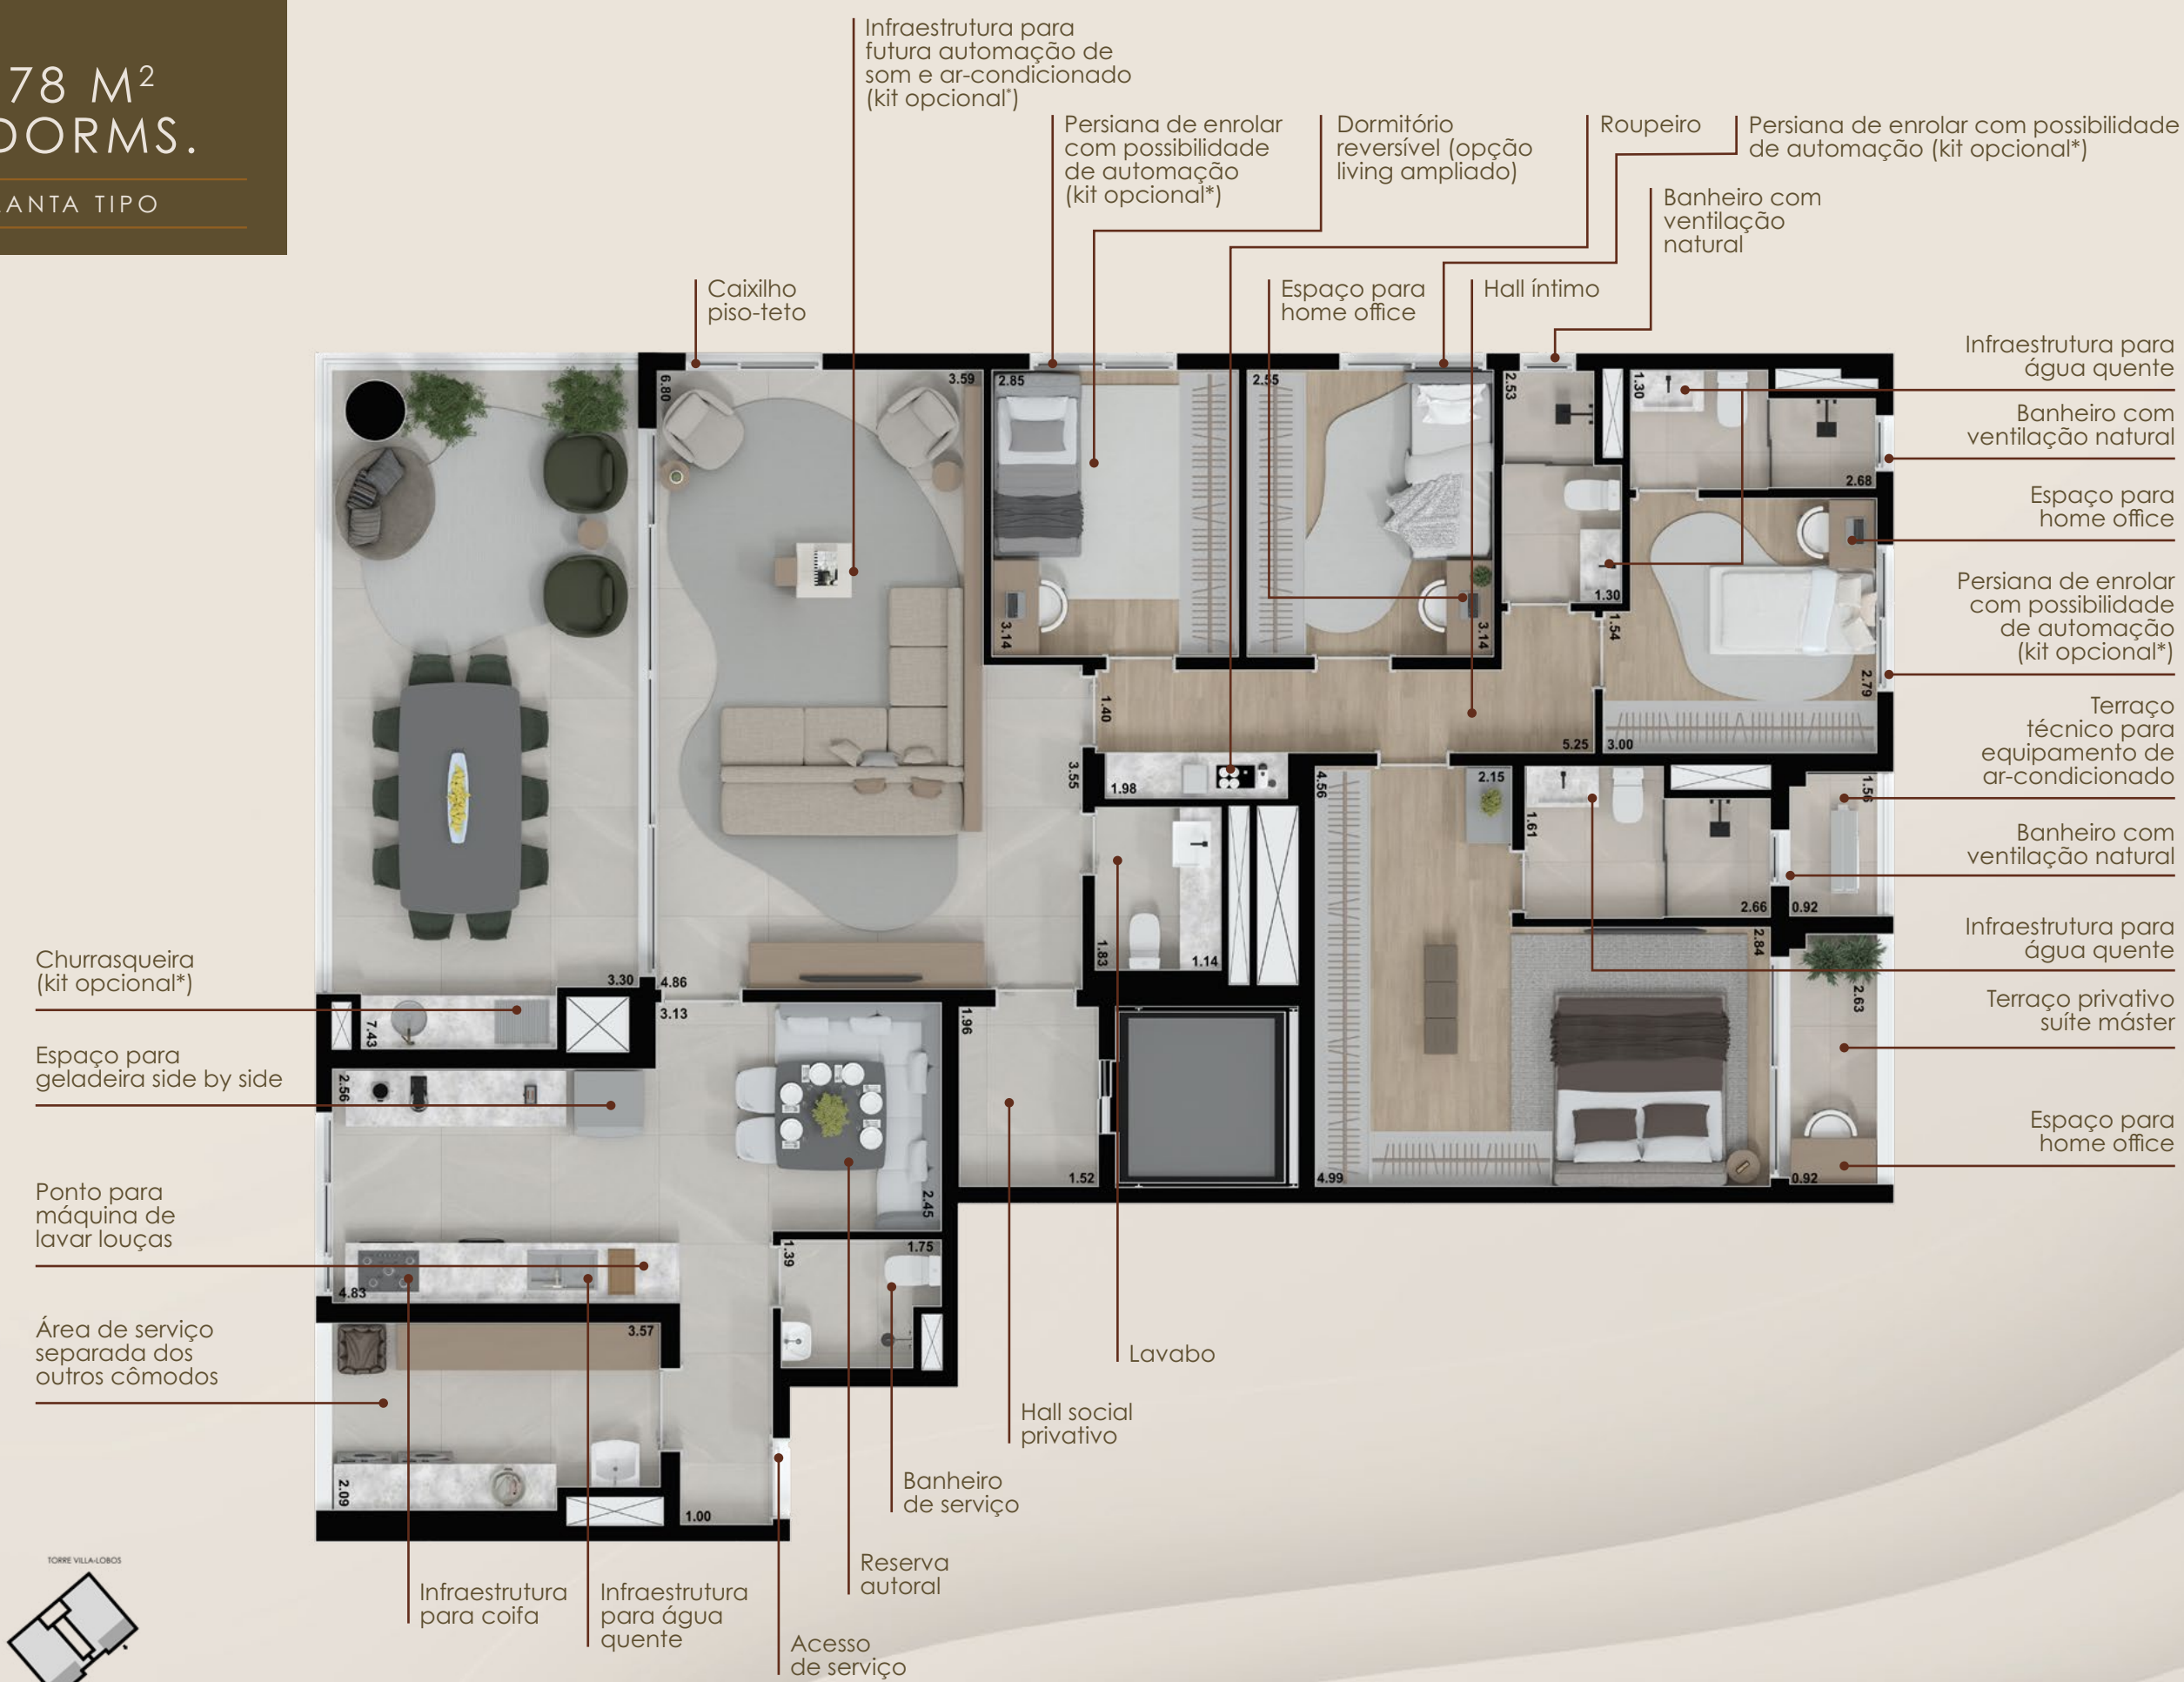 78 M²
DORMS.
ANTA TIPO
Infraestrutura para
futura automação de
som e ar-condicionado
(kit opcional*)
Persiana de enrolar
com possibilidade
de automação
(kit opcional*)
Dormitório
reversível (opção
living ampliado)
Roupeiro
Persiana de enrolar com possibilidade
de automação (kit opcional*)
Banheiro com
ventilação
natural
Caixilho
piso-teto
Espaço para
home office
Hall íntimo
Infraestrutura para
água quente
Banheiro com
ventilação natural
Espaço para
home office
Persiana de enrolar
com possibilidade
de automação
(kit opcional*)
Terraço
técnico para
equipamento de
ar-condicionado
Banheiro com
ventilação natural
Infraestrutura para
água quente
Terraço privativo
suíte máster
Espaço para
home office
6.80
3.59
2.85
2.55
2.53
1.30
2.68
3.14
3.14
1.30
1.54
2.79
1.40
5.25
3.00
3.55
1.98
4.56
2.15
1.56
1.61
1.83
1.14
2.66
0.92
2.84
3.30
4.86
2.63
7.43
3.13
1.96
2.56
1.52
4.99
0.92
2.45
1.39
1.75
4.83
3.57
2.09
1.00
Churrasqueira
(kit opcional*)
Espaço para
geladeira side by side
Ponto para
máquina de
lavar louças
Área de serviço
separada dos
outros cômodos
Lavabo
Hall social
privativo
Banheiro
de serviço
Reserva
autoral
Infraestrutura
para coifa
Infraestrutura
para água
quente
Acesso
de serviço
TORRE VILLA-LOBOS